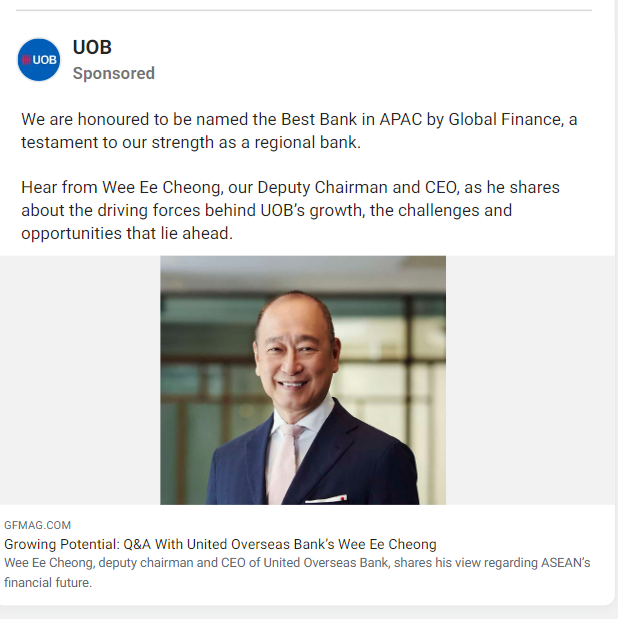 UOB
UOB
Sponsored
We are honoured to be named the Best Bank in APAC by Global Finance, a
testament to our strength as a regional bank.
Hear from Wee Ee Cheong, our Deputy Chairman and CEO, as he shares
about the driving forces behind UOB’s growth, the challenges and
opportunities that lie ahead.
GFMAG.COM
Growing Potential: Q&A With United Overseas Bank’s Wee Ee Cheong
Wee Ee Cheong, deputy chairman and CEO of United Overseas Bank, shares his view regarding ASEAN’s
financial future.